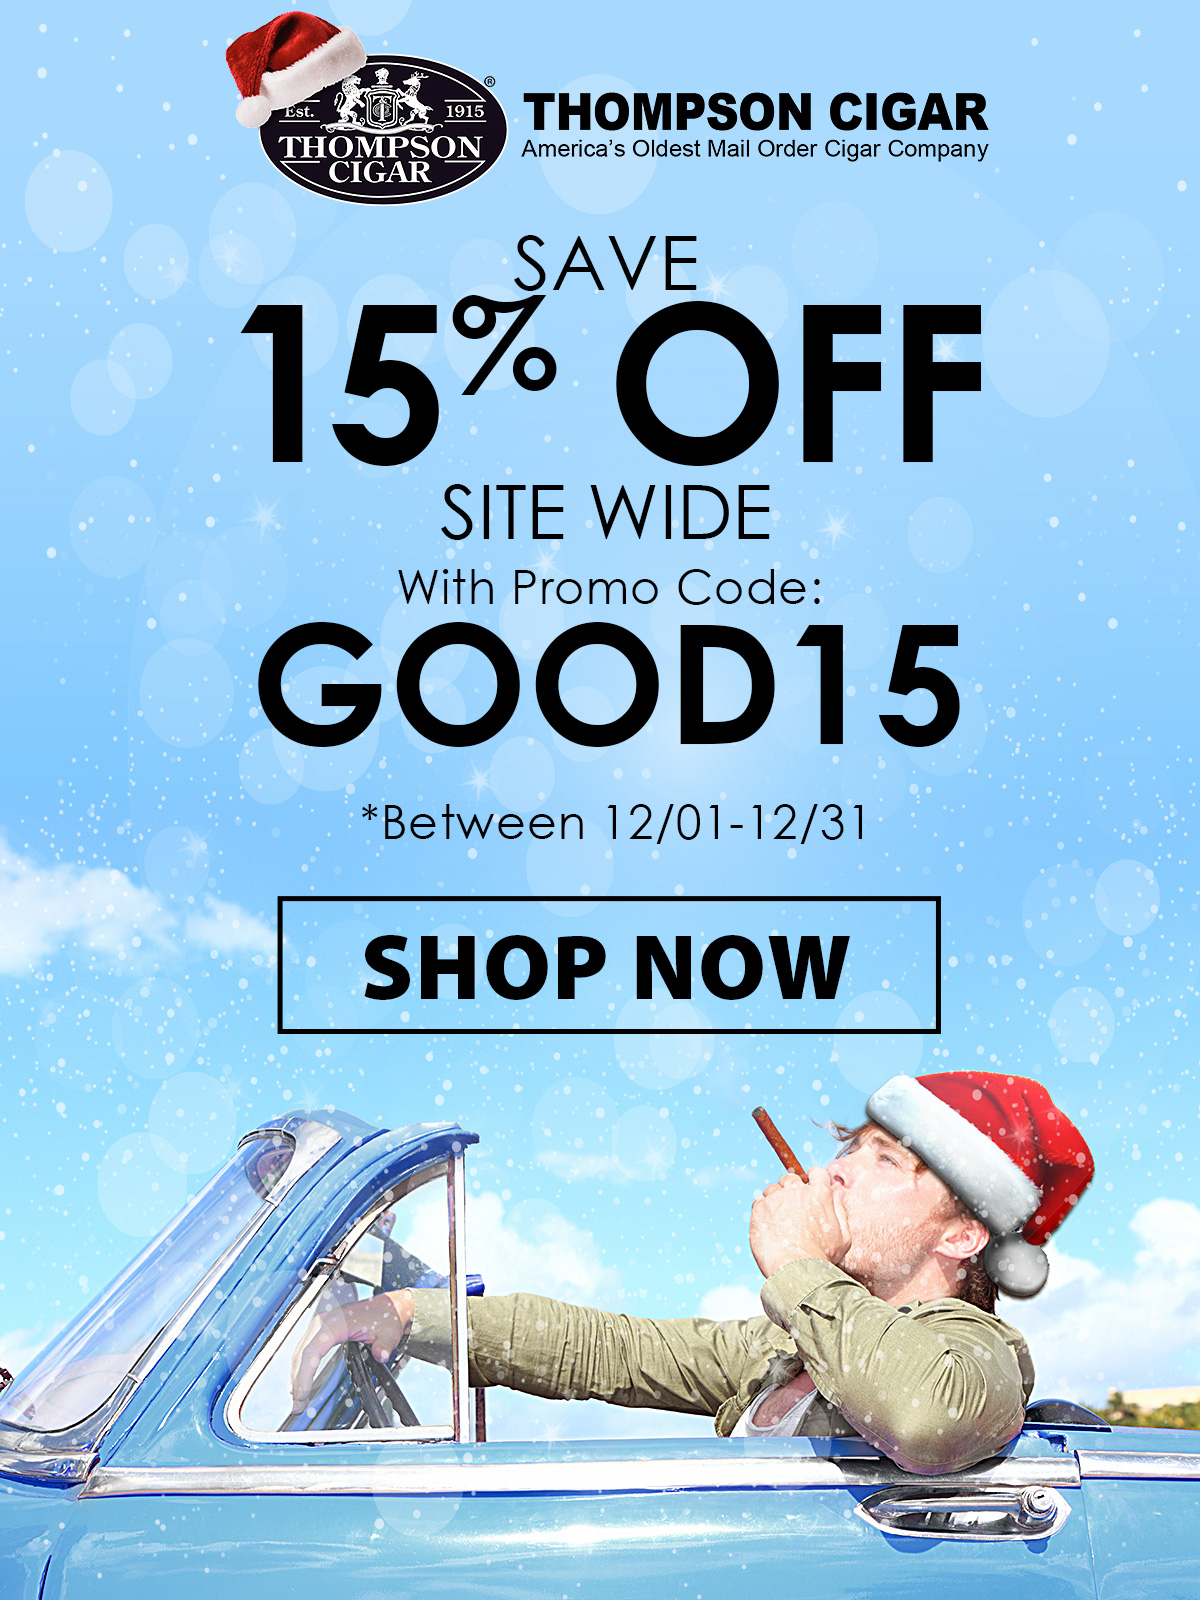 Est. 1915
THOMPSON
CIGAR
®
THOMPSON CIGAR
America's Oldest Mail Order Cigar Company
SAVE
15% OFF
SITE WIDE
With Promo Code:
GOOD15
*Between 12/01-12/31
SHOP NOW